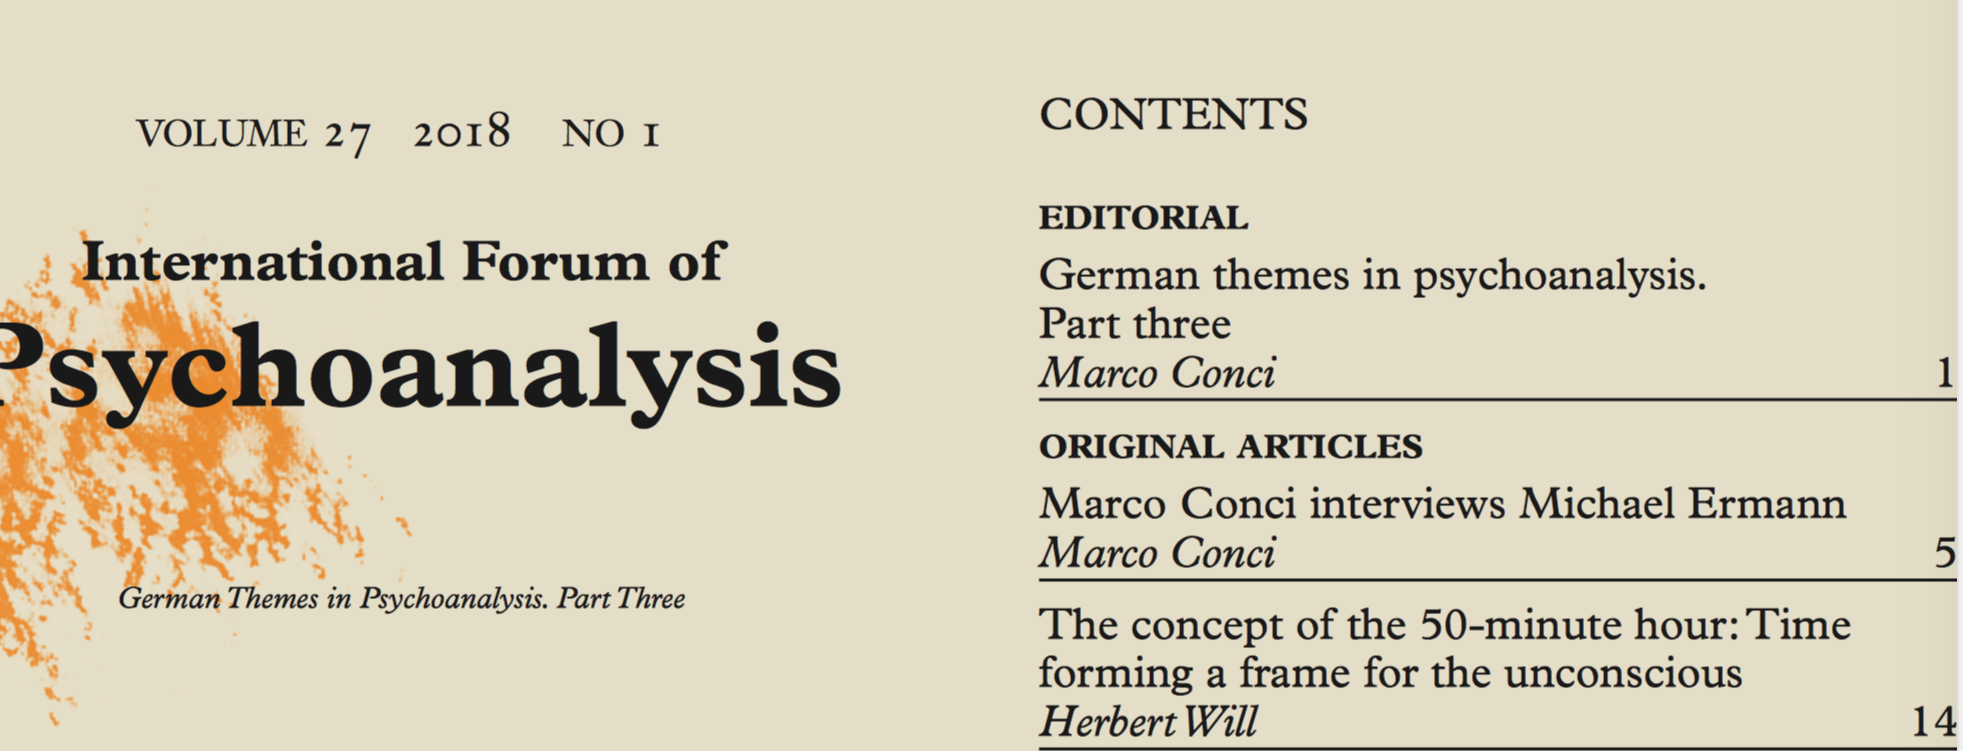 VOLUME 27 2018 NO 1
International Forum of
Psychoanalysis
German Themes in Psychoanalysis. Part Three
CONTENTS
EDITORIAL
German themes in psychoanalysis.
Part three
Marco Conci 1
ORIGINAL ARTICLES
Marco Conci interviews Michael Ermann
Marco Conci 5
The concept of the 50-minute hour: Time
forming a frame for the unconscious
Herbert Will 14